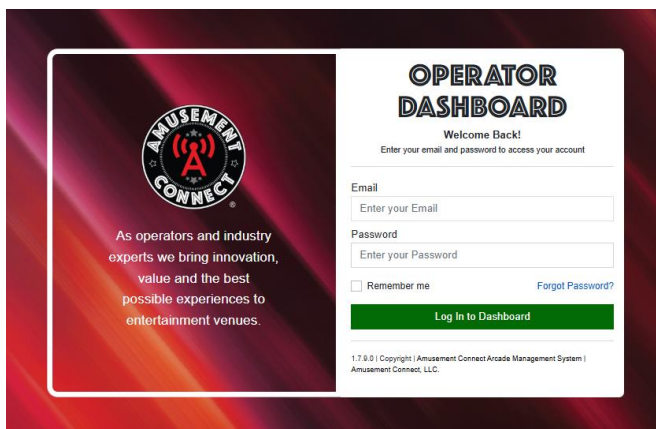 AMUSEMENT
CONNECT
®
As operators and industry
experts we bring innovation,
value and the best
possible experiences to
entertainment venues.
OPERATOR
DASHBOARD
Welcome Back!
Enter your email and password to access your account
Email
Enter your Email
Password
Enter your Password
Remember me
Forgot Password?
Log In to Dashboard
1.7.9.0 | Copyright | Amusement Connect Arcade Management System |
Amusement Connect, LLC.